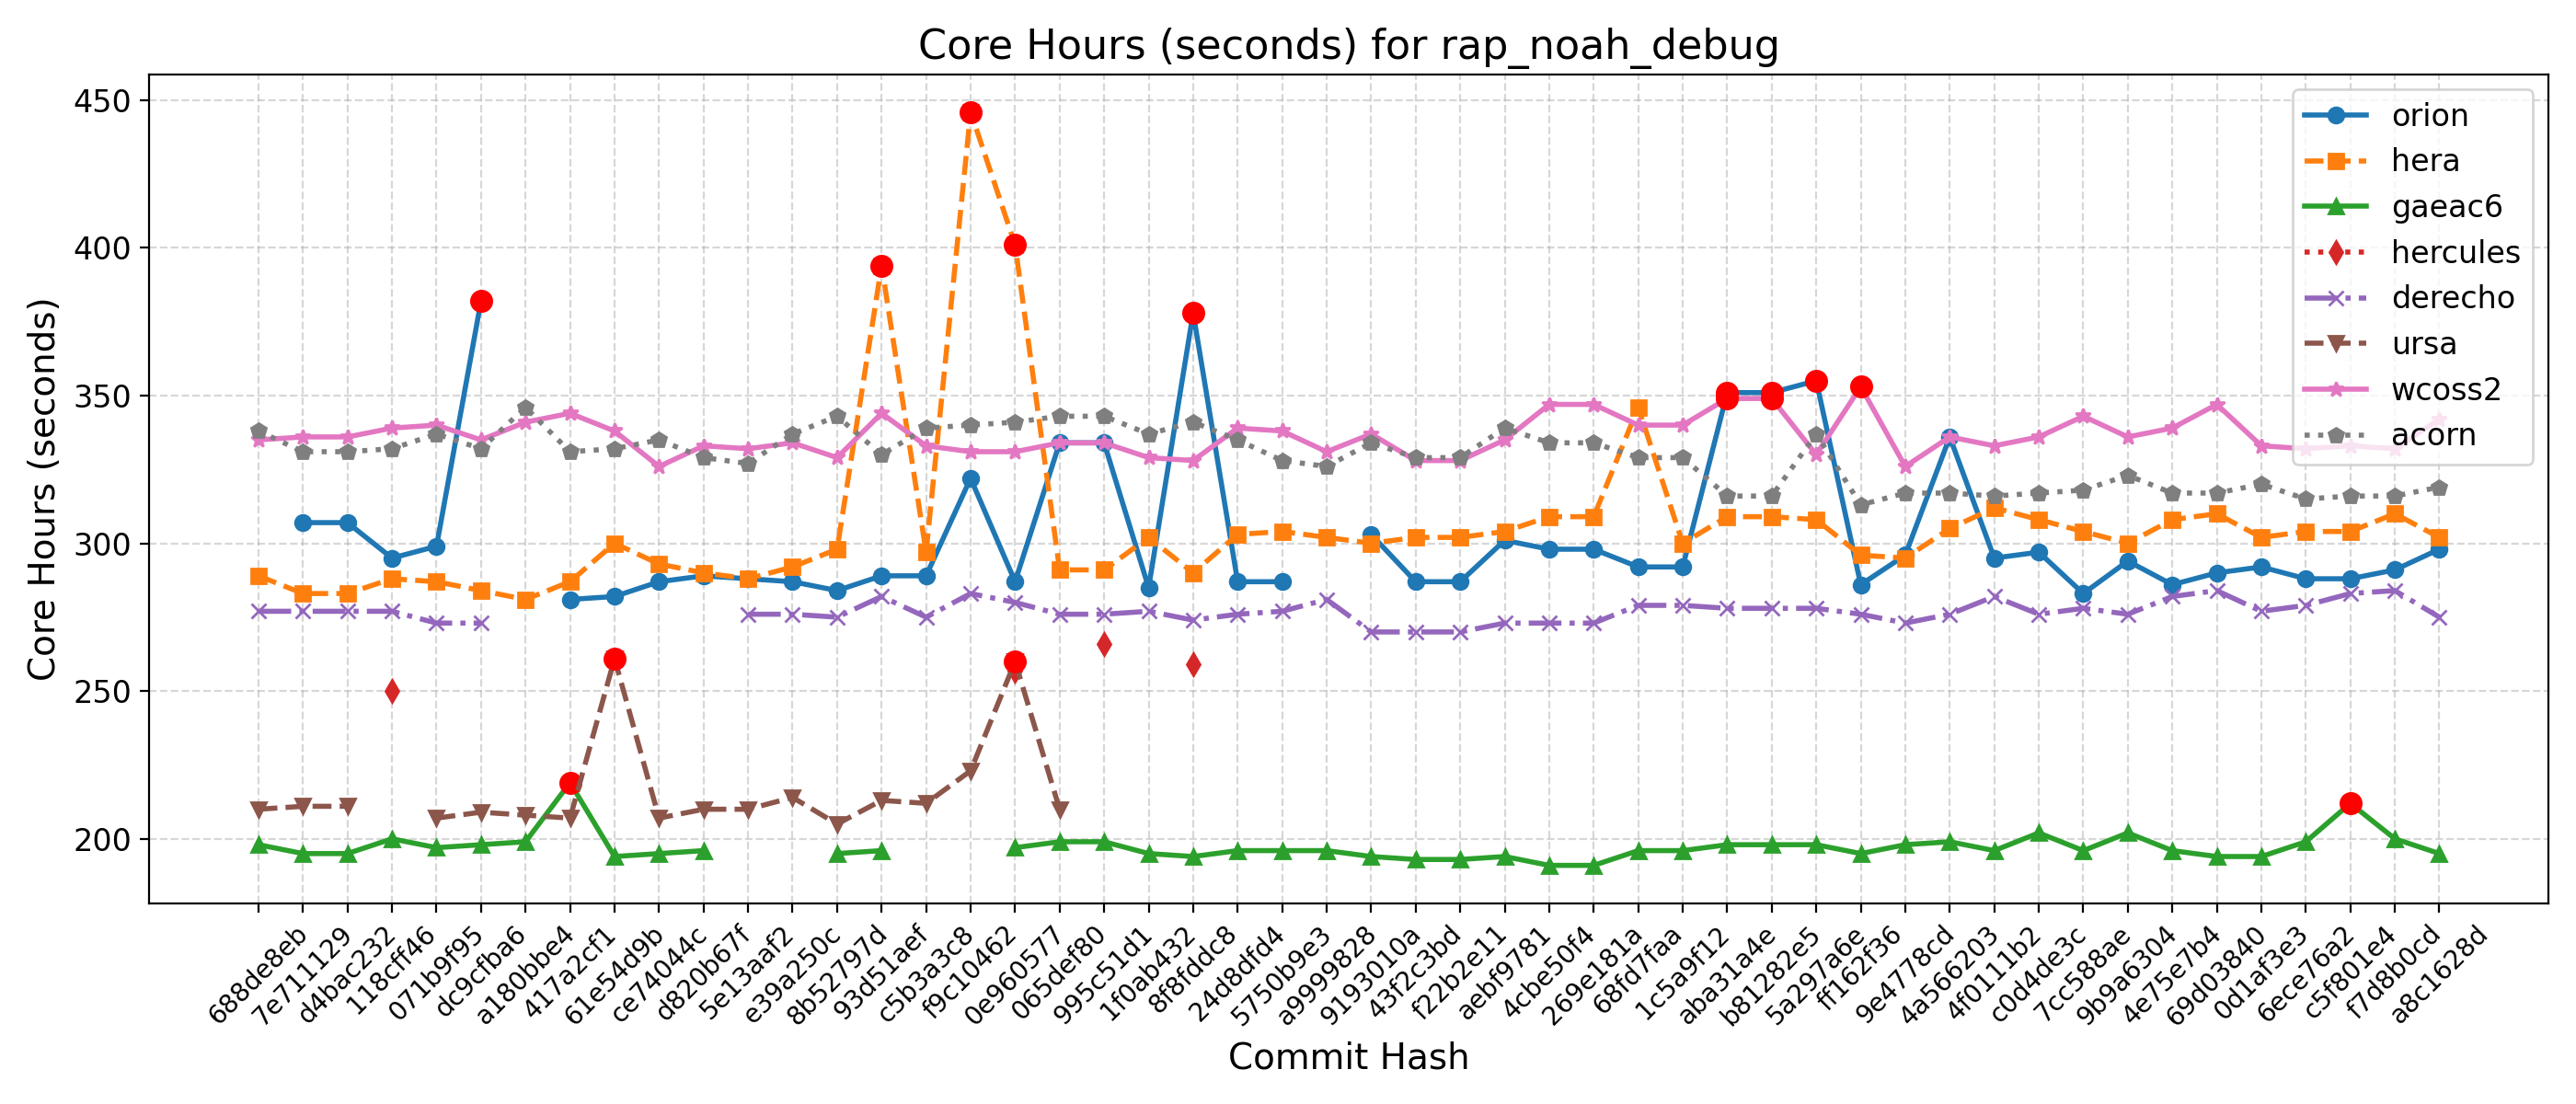 Core Hours (seconds) for rap_noah_debug
Core Hours (seconds)
450
400
350
300
250
200
orion
hera
gaeac6
hercules
derecho
ursa
wcoss2
acorn
688de8eb
7e711129
d4bac232
118cff46
071b9f95
dc9cfba6
a180bbe4
417a2cf1
61e54d9b
ce74044c
d820b67f
5e13aaf2
e39a250c
8b52797d
93d51aef
c5b3a3c8
f9c10462
0e960577
065def80
995c51d1
1f0ab432
8f8fddc8
24d8dfd4
5750b9e3
a9999828
9193010a
43f2c3bd
f22b2e11
aebf9781
4cbe50f4
269e181a
68fd7faa
1c5a9f12
aba31a4e
b81282e5
5a297a6e
ff162f36
9e4778cd
4a566203
4f0111b2
c0d4de3c
7cc588ae
9b9a6304
4e75e7b4
69d03840
0d1af3e3
6ece76a2
c5f801e4
f7d8b0cd
a8c1628d
Commit Hash